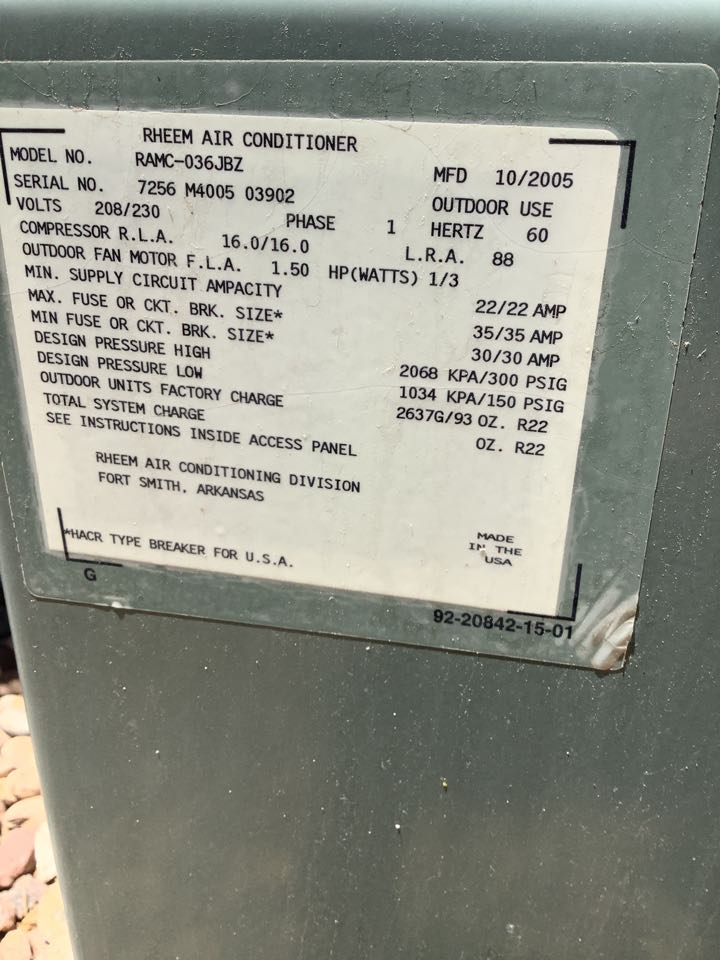 RHEEM AIR CONDITIONER
MODEL NO. RAMC-036JBZ MFD 10/2005
SERIAL NO. 7256 M4005 03902 OUTDOOR USE
VOLTS 208/230 PHASE 1 HERTZ 60
COMPRESSOR R.L.A. 16.0/16.0 L.R.A. 88
OUTDOOR FAN MOTOR F.L.A. 1.50 HP(WATTS) 1/3
MIN. SUPPLY CIRCUIT AMPACITY 22/22 AMP
MAX. FUSE OR CKT. BRK. SIZE* 35/35 AMP
MIN FUSE OR CKT. BRK. SIZE* 30/30 AMP
DESIGN PRESSURE HIGH 2068 KPA/300 PSIG
DESIGN PRESSURE LOW 1034 KPA/150 PSIG
OUTDOOR UNITS FACTORY CHARGE 2637G/93 OZ. R22
TOTAL SYSTEM CHARGE OZ. R22
SEE INSTRUCTIONS INSIDE ACCESS PANEL
RHEEM AIR CONDITIONING DIVISION
FORT SMITH, ARKANSAS
*HACR TYPE BREAKER FOR U.S.A.
MADE
IN THE
USA
G
92-20842-15-01